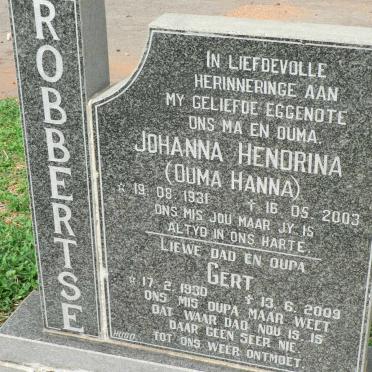 ROBBERTSE
IN LIEFDEVOLLE
HERINNERINGE AAN
MY GELIEFDE EGGENOTE
ONS MA EN OUMA.
JOHANNA HENDRINA
(OUMA HANNA)
☆ 19.08.1931 ✝ 16.05.2003
ONS MIS JOU MAAR JY IS
ALTYD IN ONS HARTE.
LIEWE DAD EN OUPA
GERT
☆ 17.2.1930 ✝ 13.6.2009
ONS MIS OUPA MAAR WEET
DAT WAAR DAD NOU IS, IS
DAAR GEEN SEER NIE.
TOT ONS WEER ONTMOET.